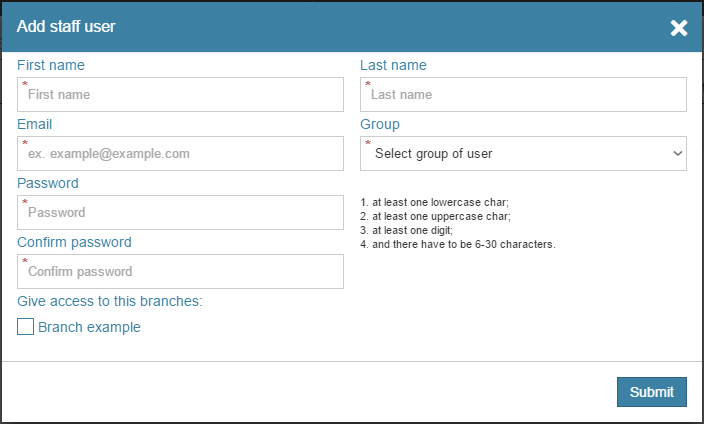 Add staff user
First name
Last name
* First name
* Last name
Email
Group
* ex. example@example.com
* Select group of user
Password
* Password
1. at least one lowercase char;
2. at least one uppercase char;
3. at least one digit;
4. and there have to be 6-30 characters.
Confirm password
* Confirm password
Give access to this branches:
Branch example
Submit